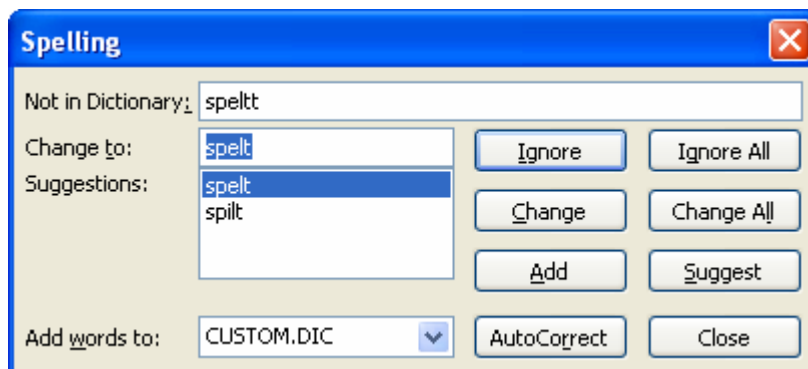 Spelling
Not in Dictionary: speltt
Change to: spelt Ignore Ignore All
Suggestions: spelt
spilt Change Change All
Add Suggest
Add words to: CUSTOM.DIC AutoCorrect Close